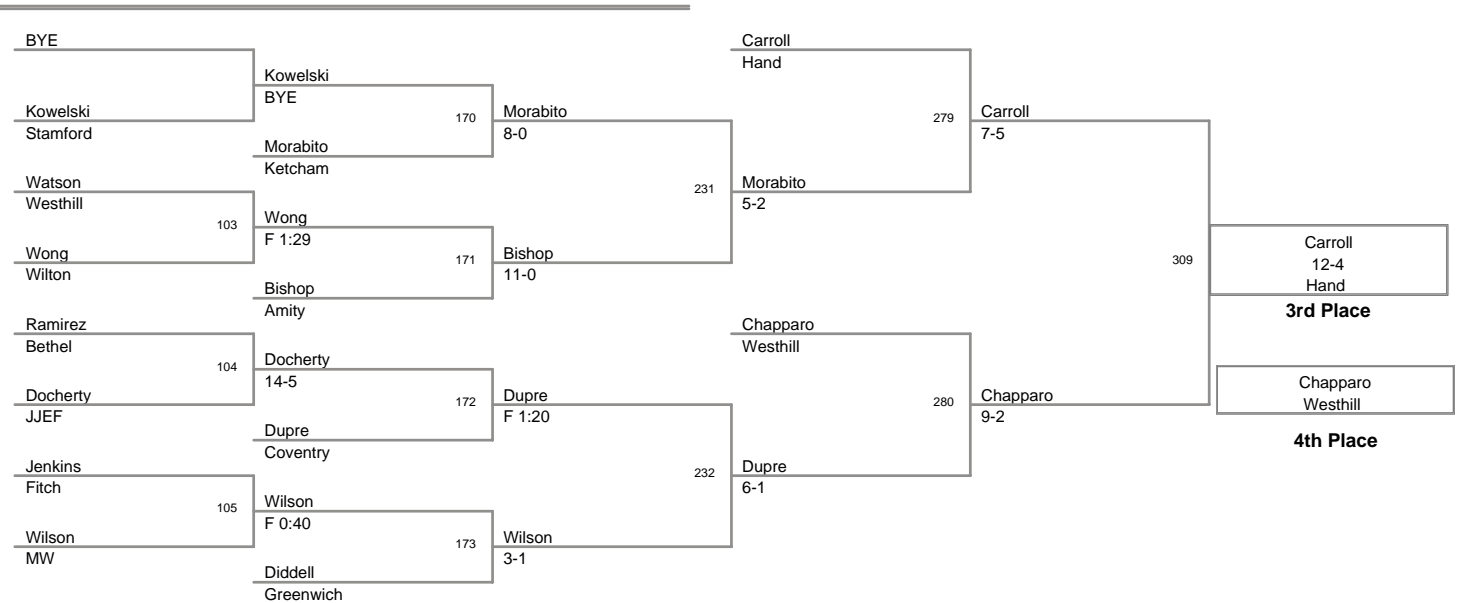 BYE
Kowelski
Stamford
Watson
Westhill
103
Wong
Wilton
Ramirez
Bethel
104
Docherty
JJEF
Jenkins
Fitch
105
Wilson
MW
Kowelski
BYE
170
Morabito
Ketcham
Wong
F 1:29
171
Bishop
Amity
Docherty
14-5
172
Dupre
Coventry
Wilson
F 0:40
173
Diddell
Greenwich
Morabito
8-0
231
Bishop
11-0
Dupre
F 1:20
232
Wilson
3-1
Carroll
Hand
279
Morabito
5-2
Chapparo
Westhill
280
Dupre
6-1
Carroll
7-5
309
Chapparo
9-2
Carroll
12-4
Hand
3rd Place
Chapparo
Westhill
4th Place